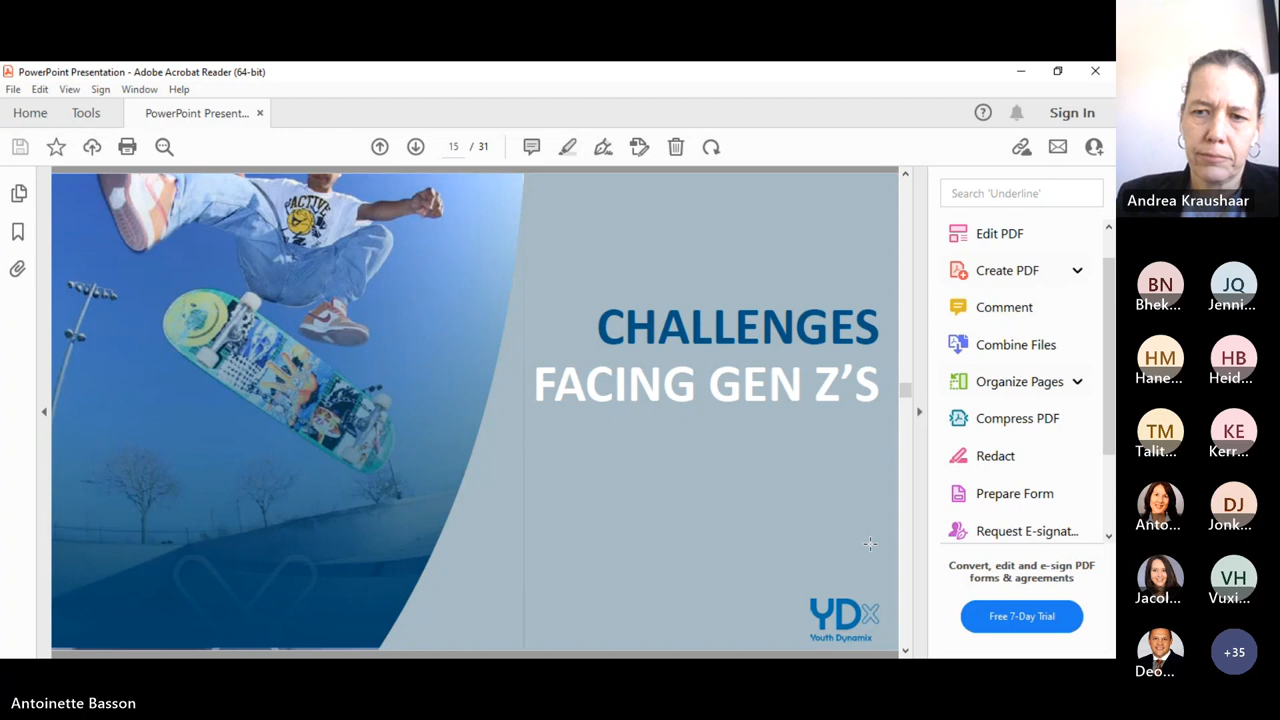 PowerPoint Presentation - Adobe Acrobat Reader (64-bit)
File Edit View Sign Window Help
Home Tools PowerPoint Present... × Sign In
15 / 31
ACTIVE
CHALLENGES
FACING GEN Z'S
YDx
Youth Dynamix
Search 'Underline'
Edit PDF
Create PDF
Comment
Combine Files
Organize Pages
Compress PDF
Redact
Prepare Form
Request E-signat...
Convert, edit and e-sign PDF
forms & agreements
Free 7-Day Trial
Andrea Kraushaar
BN JQ
Bhek... Jenni...
HM HB
Hane... Heid...
TM KE
Talit... Kerr...
DJ
Anto... Jonk...
VH
Jacol... Vuxi...
+35
Deo...
Antoinette Basson